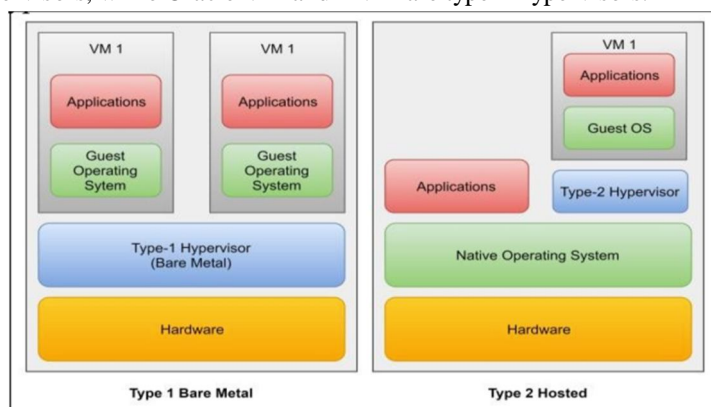 VM 1
Applications
Guest
Operating
Sytem
VM 1
Applications
Guest
Operating
System
Type-1 Hypervisor
(Bare Metal)
Hardware
Type 1 Bare Metal
VM 1
Applications
Guest OS
Applications
Type-2 Hypervisor
Native Operating System
Hardware
Type 2 Hosted